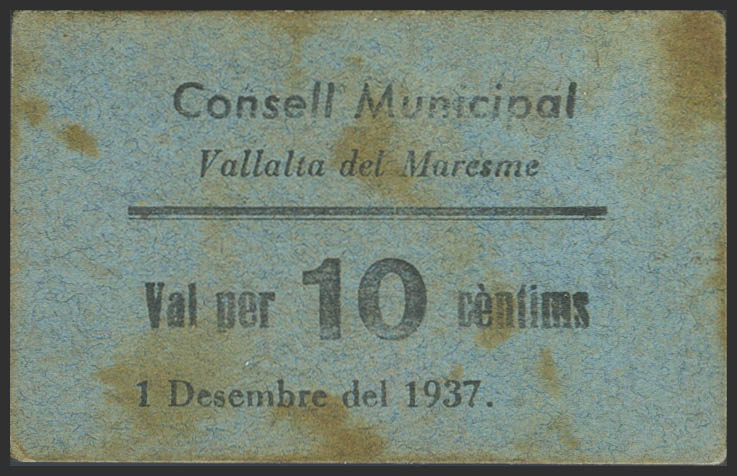 Consell Municipal
Vallalta del Maresme
Val per 10 cèntims
1 Desembre del 1937.